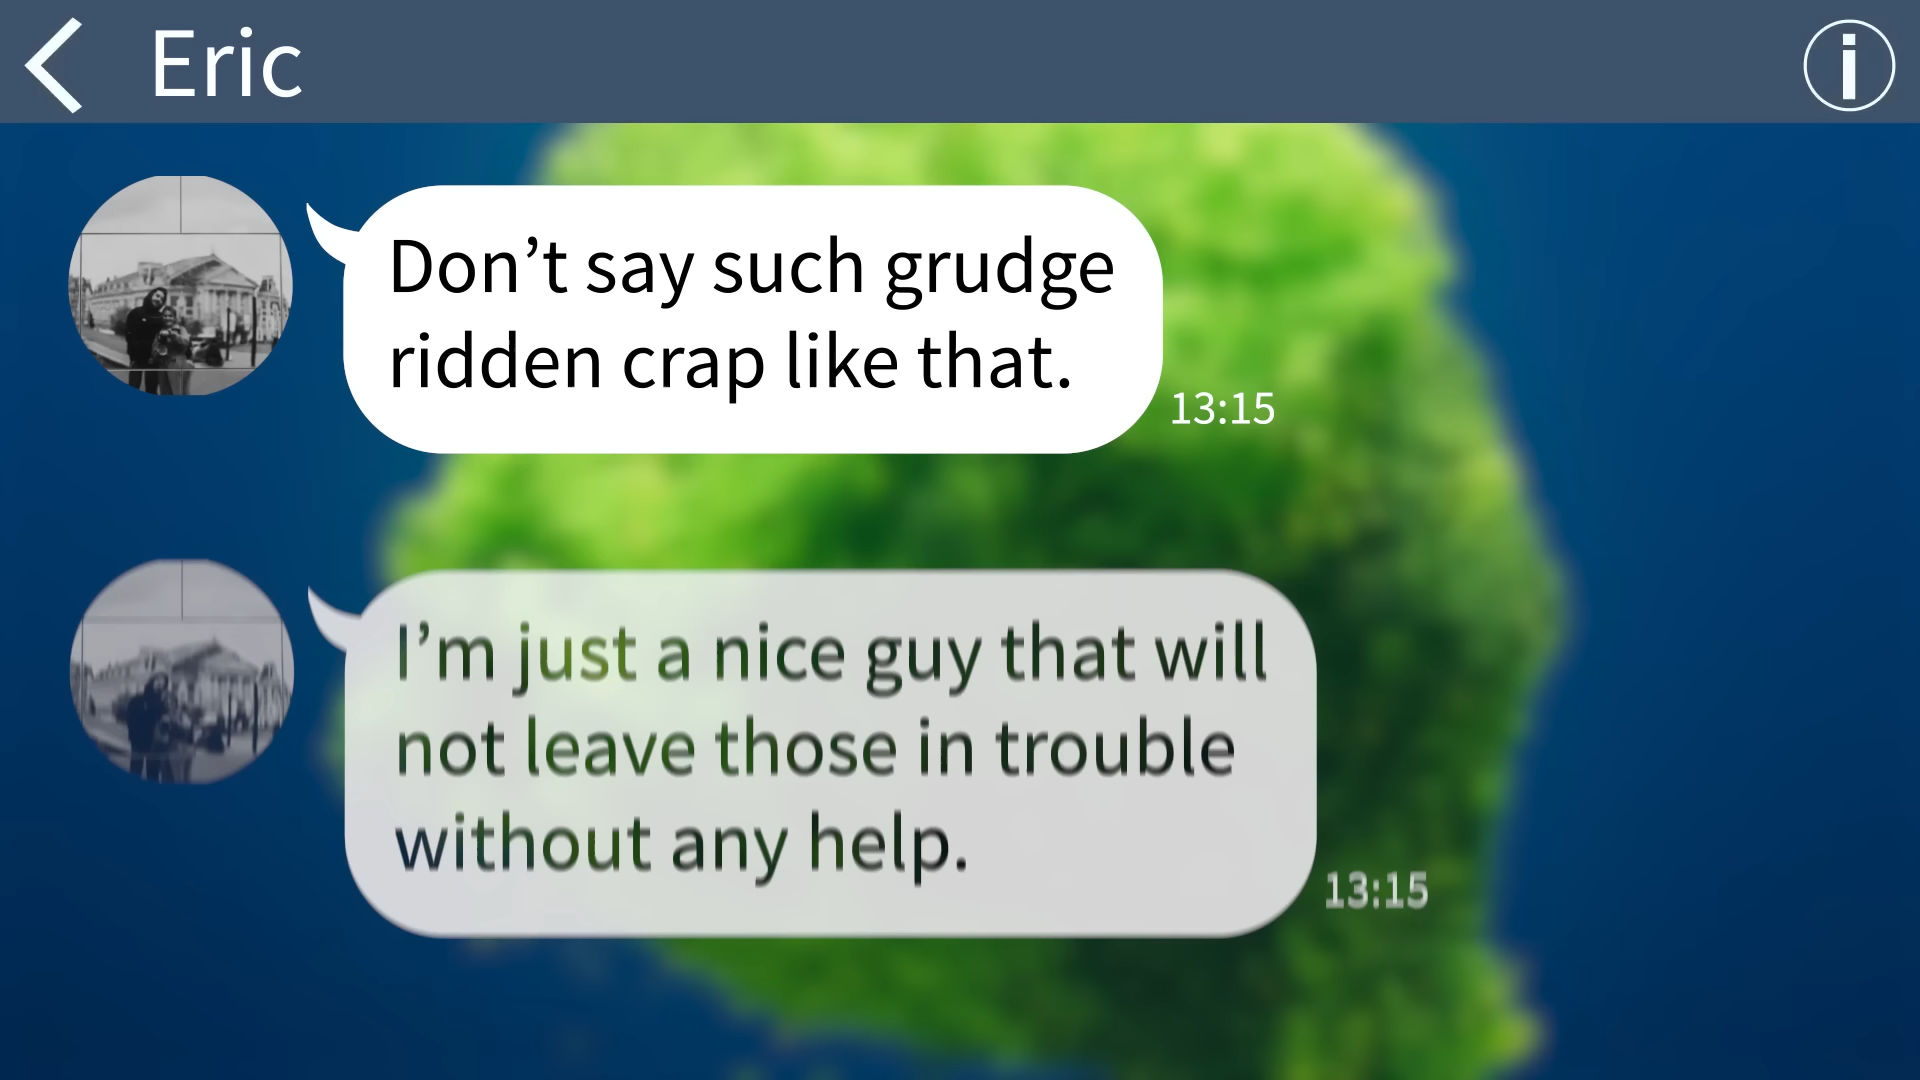 Eric
Don’t say such grudge
ridden crap like that.
13:15
I’m just a nice guy that will
not leave those in trouble
without any help.
13:15